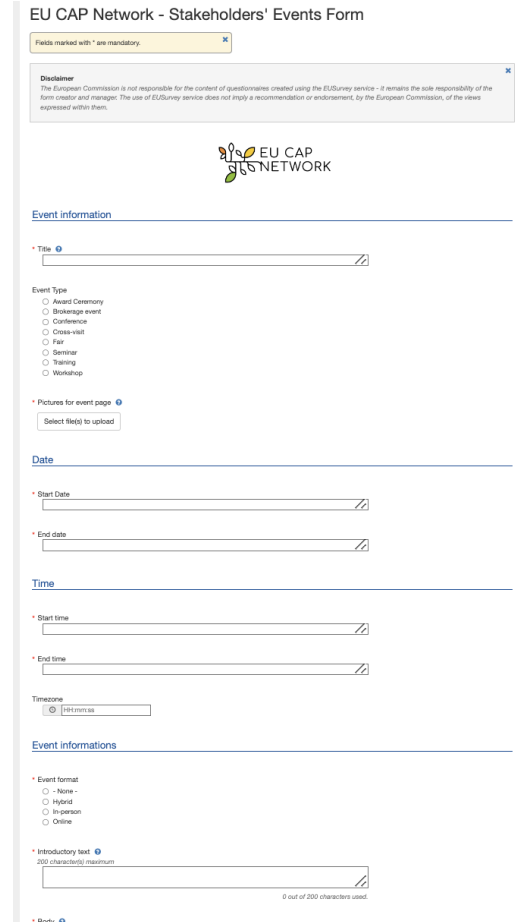 EU CAP Network - Stakeholders' Events Form
Fields marked with * are mandatory.
Disclaimer
The European Commission is not responsible for the content of questionnaires created using the EUSurvey service - it remains the sole responsibility of the
form creator and manager. The use of EUSurvey service does not imply a recommendation or endorsement, by the European Commission, of the views
expressed within them.
EU CAP
NETWORK
Event information
* Title
Event Type
Award Ceremony
Brokerage event
Conference
Cross-visit
Fair
Seminar
Training
Workshop
* Pictures for event page
Select file(s) to upload
Date
* Start Date
* End date
Time
* Start time
* End time
Timezone
HH:mm:ss
Event informations
* Event format
- None -
Hybrid
In-person
Online
* Introductory text
200 character(s) maximum
0 out of 200 characters used.
* Body